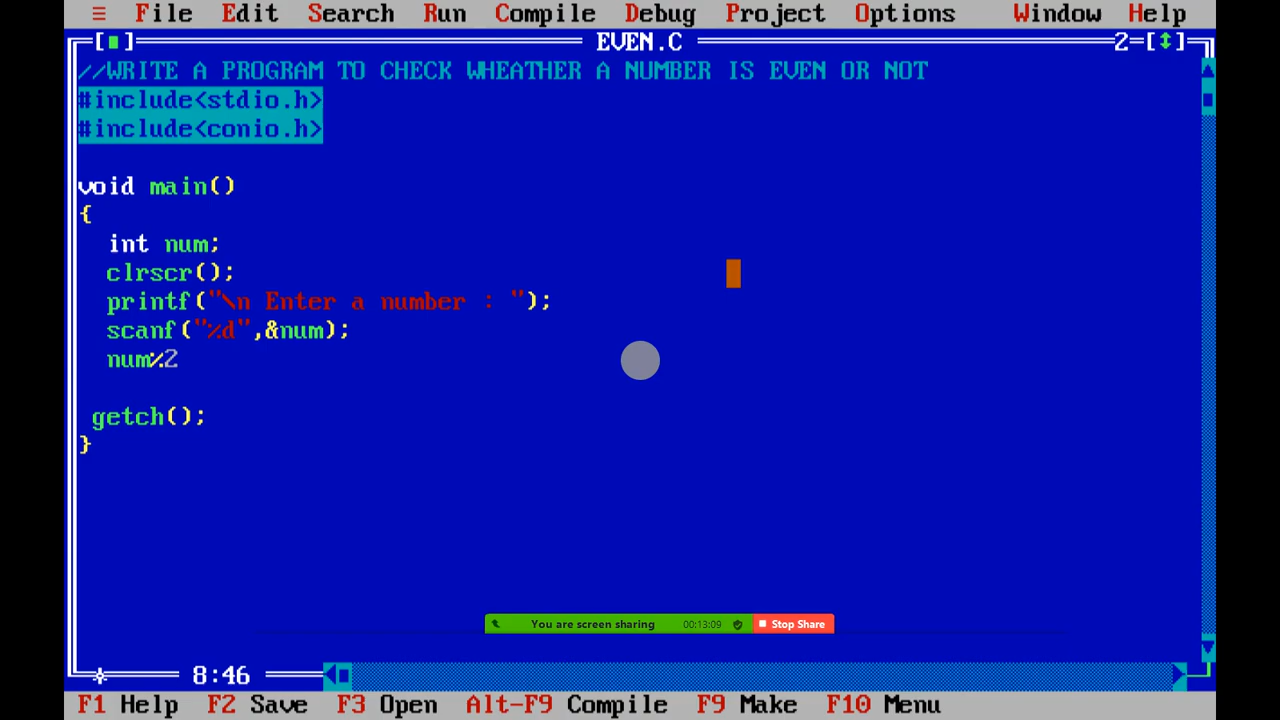 ≡ File Edit Search Run Compile Debug Project Options Window Help
[■] EVEN.C 2=[↕]
//WRITE A PROGRAM TO CHECK WHEATHER A NUMBER IS EVEN OR NOT
#include<stdio.h>
#include<conio.h>
void main()
{
int num;
clrscr();
printf("\n Enter a number : ");
scanf("%d",&num);
num%2
getch();
}
You are screen sharing 00:13:09 Stop Share
8:46
F1 Help F2 Save F3 Open Alt-F9 Compile F9 Make F10 Menu